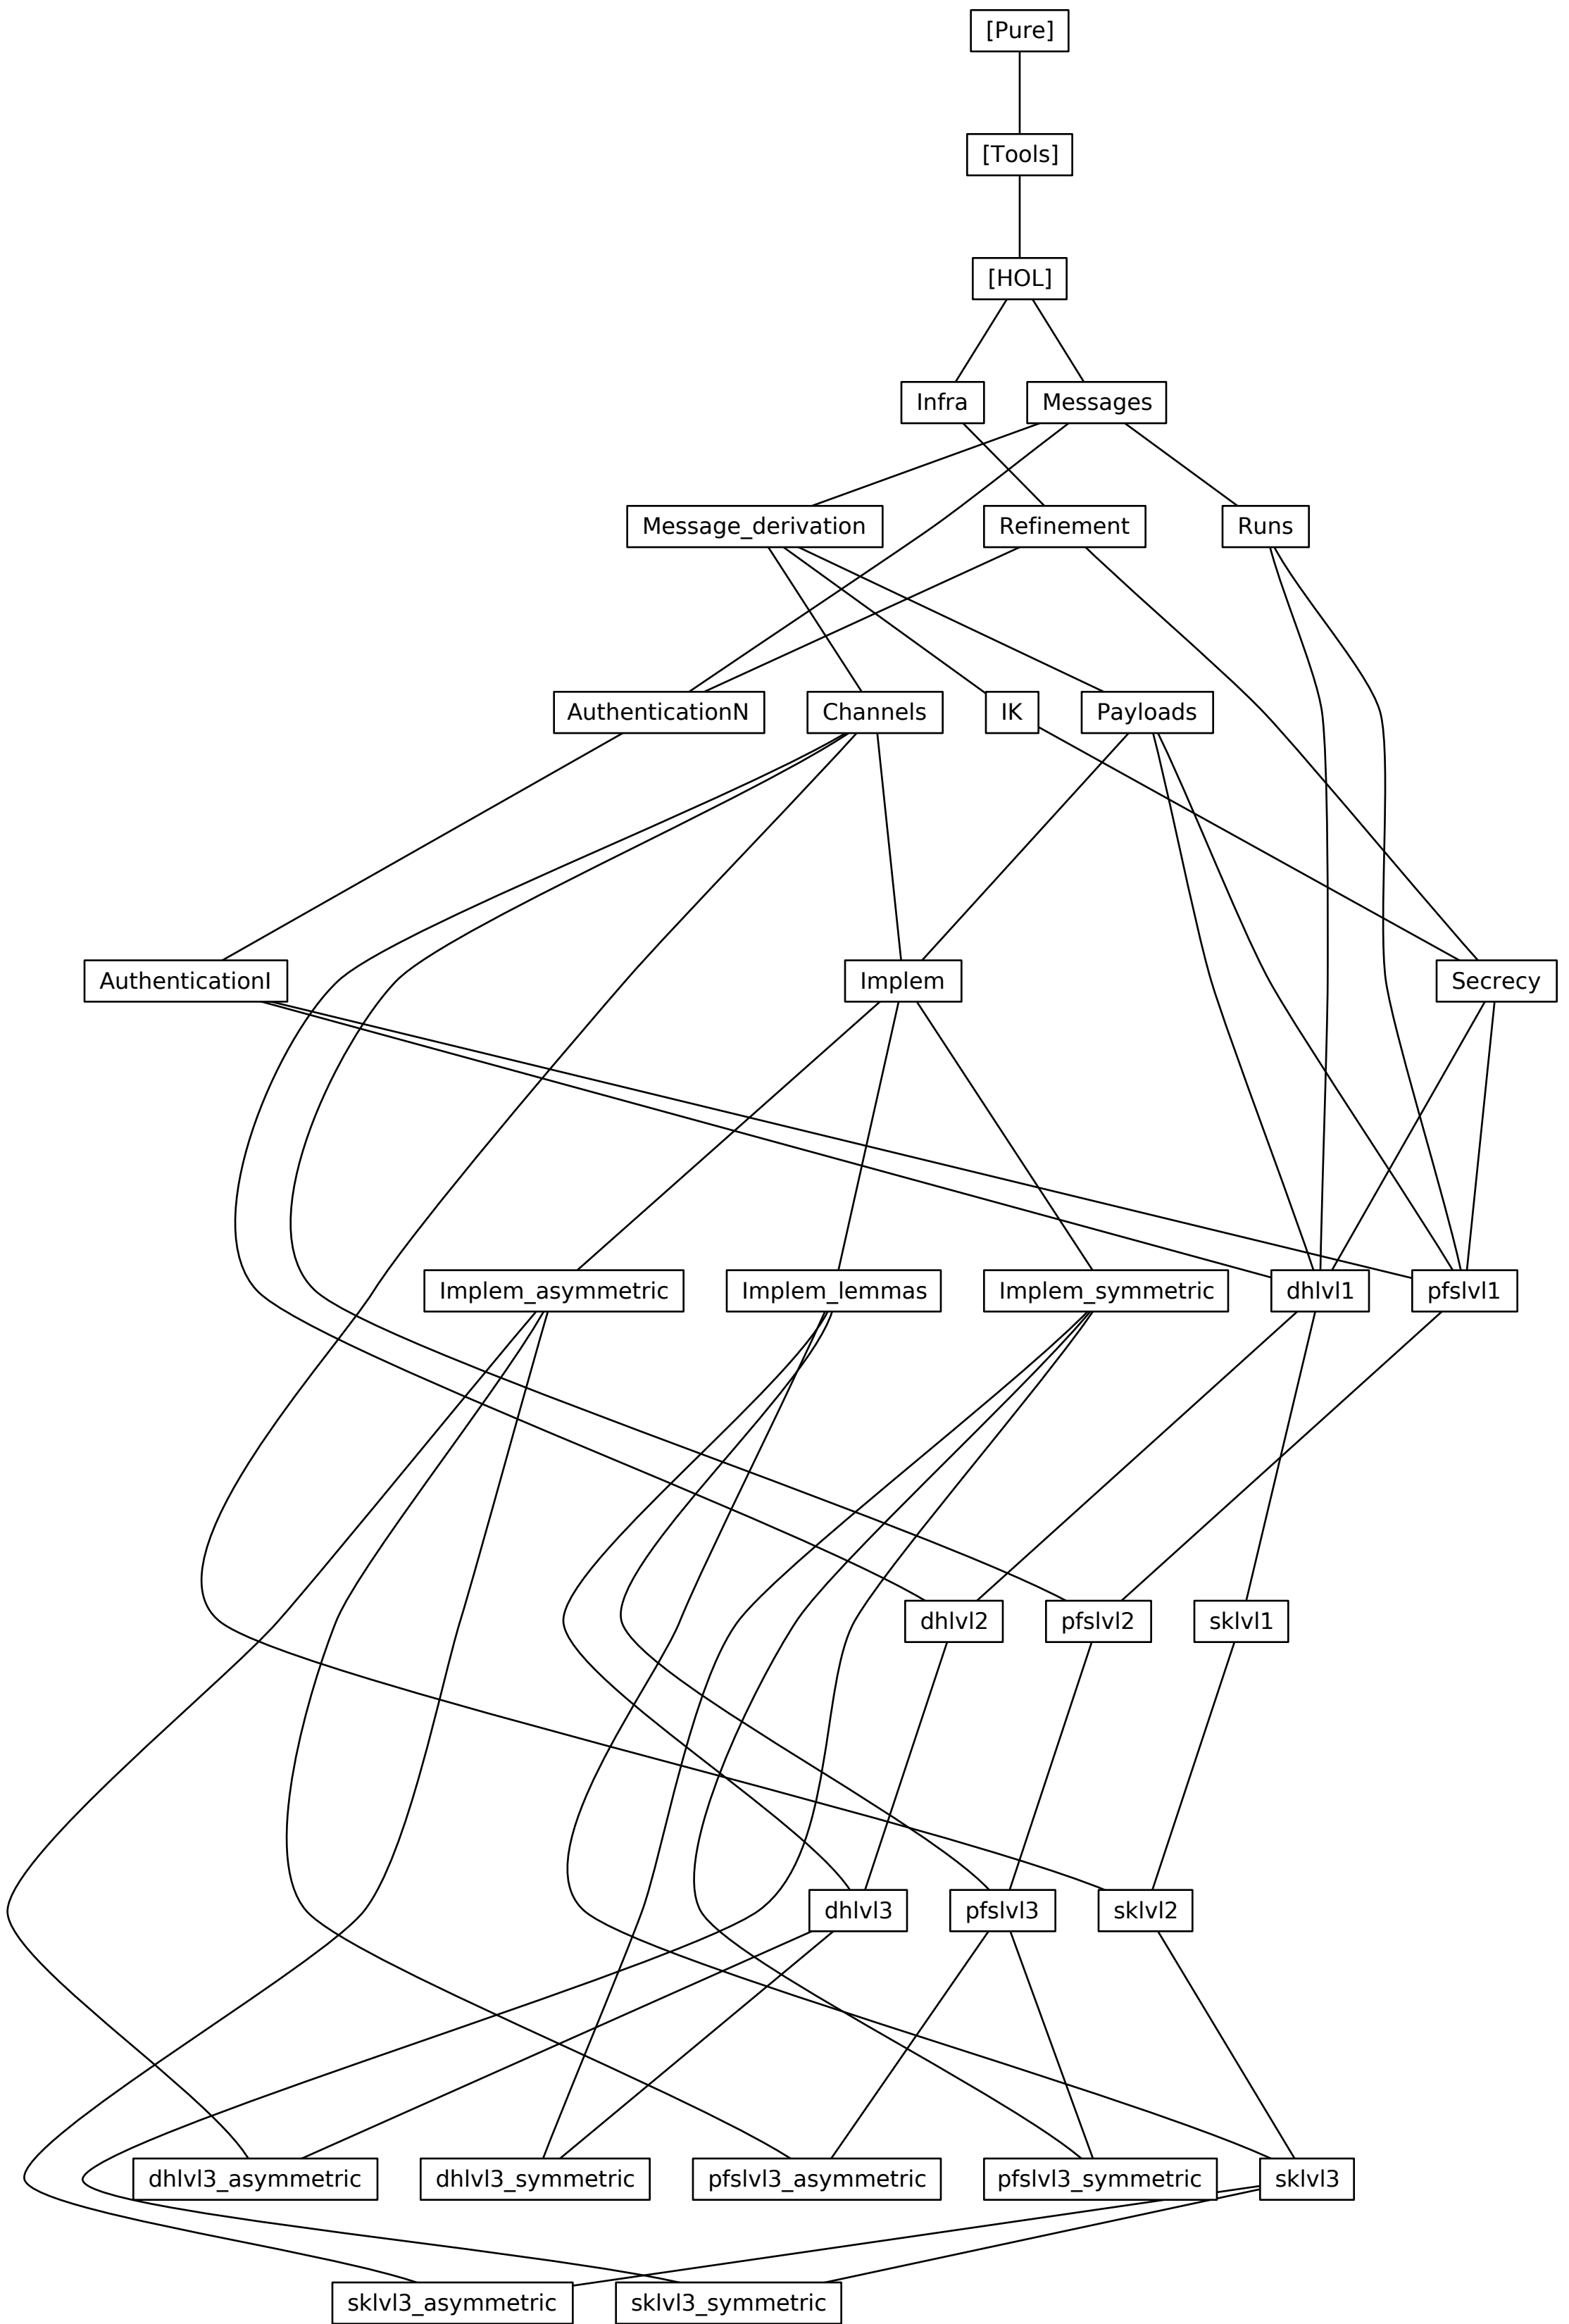 [Pure]
[Tools]
[HOL]
Infra
Messages
Message_derivation
Refinement
Runs
AuthenticationN
Channels
IK
Payloads
AuthenticationI
Implem
Secrecy
Implem_asymmetric
Implem_lemmas
Implem_symmetric
dhlvl1
pfslvl1
dhlvl2
pfslvl2
sklvl1
dhlvl3
pfslvl3
sklvl2
dhlvl3_asymmetric
dhlvl3_symmetric
pfslvl3_asymmetric
pfslvl3_symmetric
sklvl3
sklvl3_asymmetric
sklvl3_symmetric